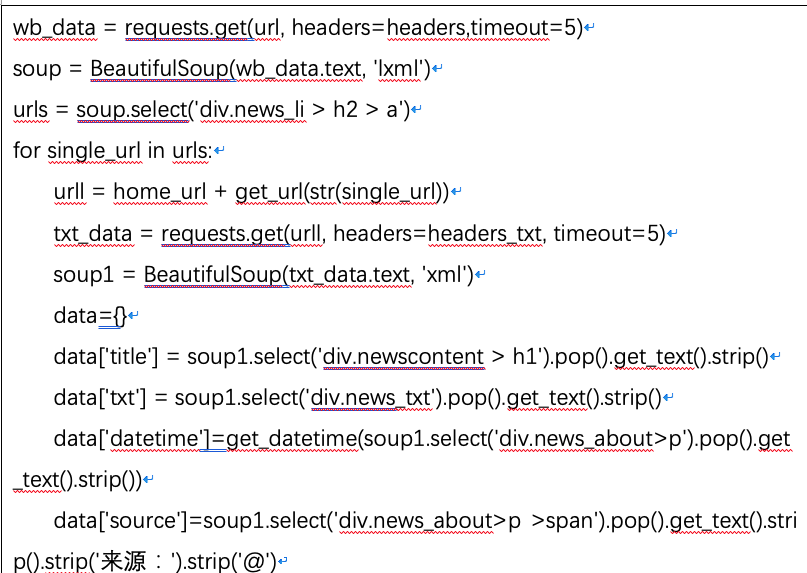 wb_data = requests.get(url, headers=headers,timeout=5)
soup = BeautifulSoup(wb_data.text, 'lxml')
urls = soup.select('div.news_li > h2 > a')
for single_url in urls:
urll = home_url + get_url(str(single_url))
txt_data = requests.get(urll, headers=headers_txt, timeout=5)
soup1 = BeautifulSoup(txt_data.text, 'xml')
data={}
data['title'] = soup1.select('div.newscontent > h1').pop().get_text().strip()
data['txt'] = soup1.select('div.news_txt').pop().get_text().strip()
data['datetime']=get_datetime(soup1.select('div.news_about>p').pop().get
_text().strip())
data['source']=soup1.select('div.news_about>p >span').pop().get_text().stri
p().strip('来源：').strip('@')